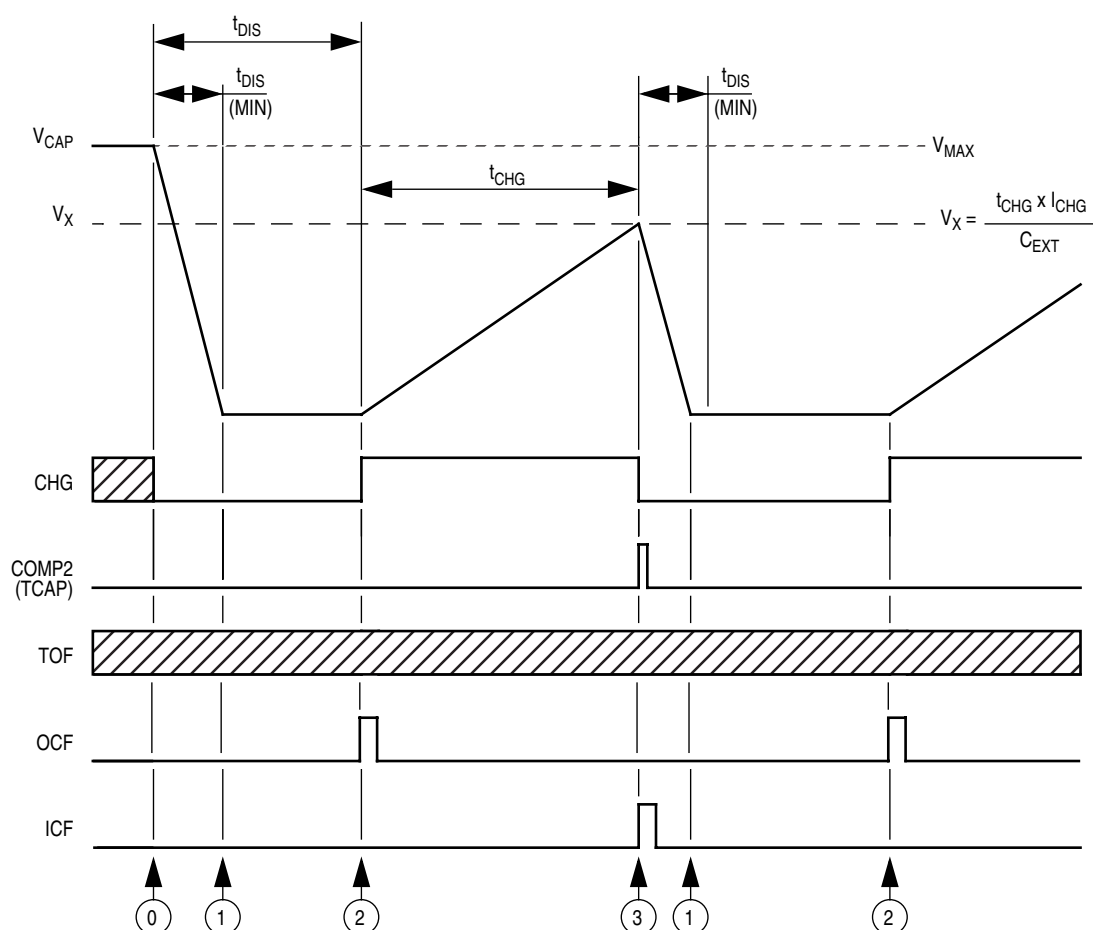 tDIS
tDIS
(MIN)
tDIS
(MIN)
VCAP
VMAX
tCHG
VX
VX = tCHG x ICHG
CEXT
CHG
COMP2
(TCAP)
TOF
OCF
ICF
0 1 2 3 1 2